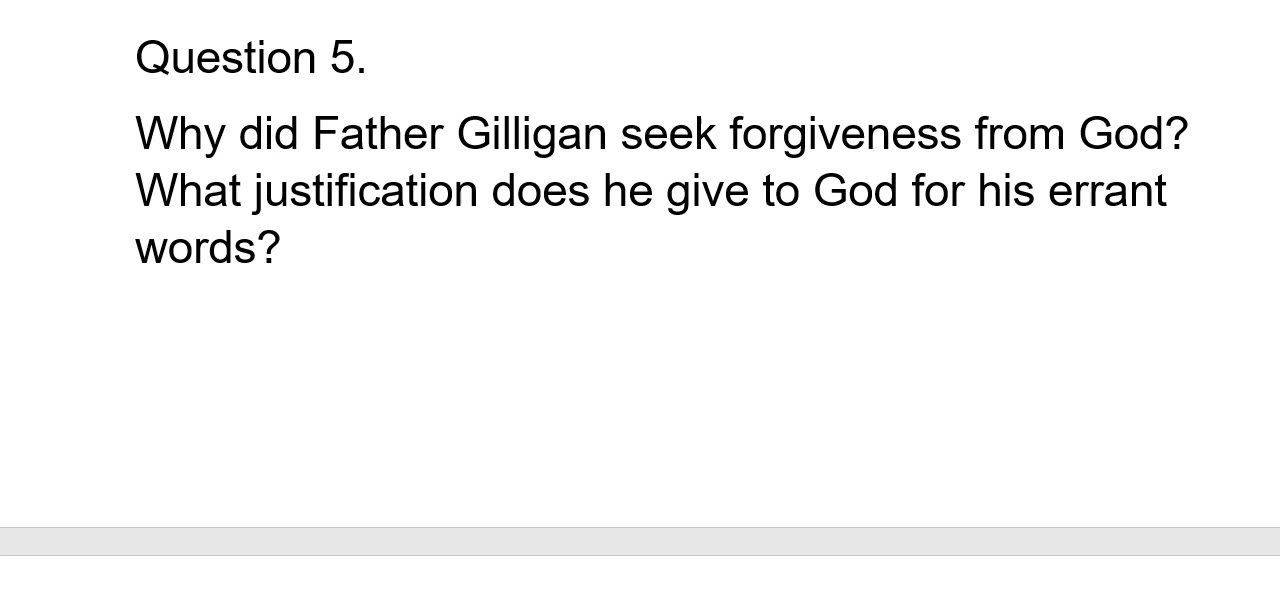 Question 5.
Why did Father Gilligan seek forgiveness from God?
What justification does he give to God for his errant
words?